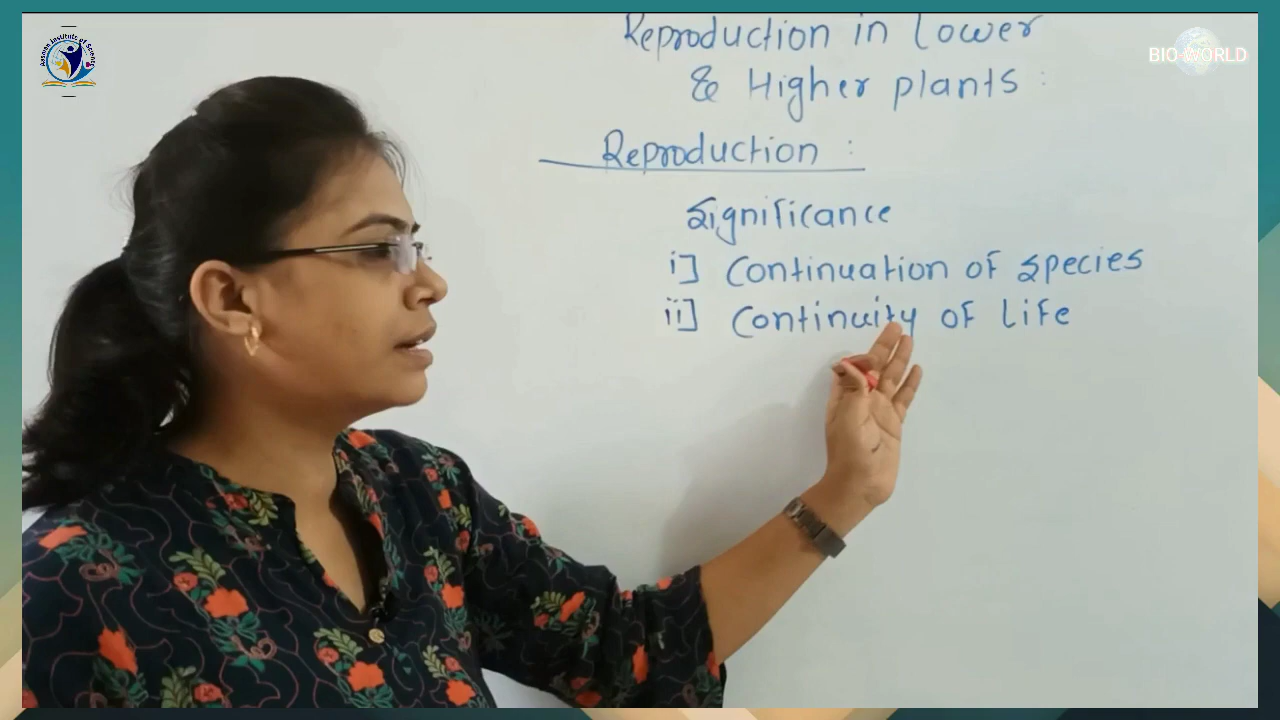 Reproduction in Lower
& Higher plants :
Reproduction :
Significance
i] Continuation of species
ii] Continuity of Life
BIO-WORLD